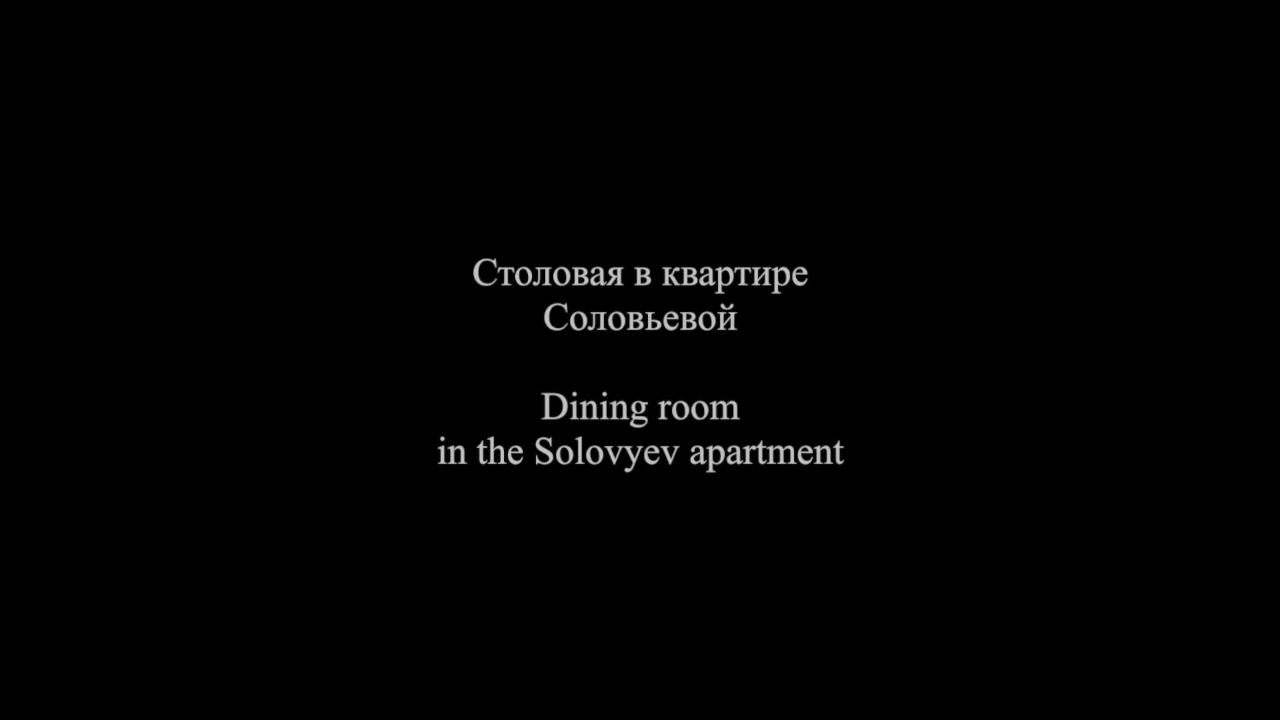 Столовая в квартире
Соловьевой
Dining room
in the Solovyev apartment